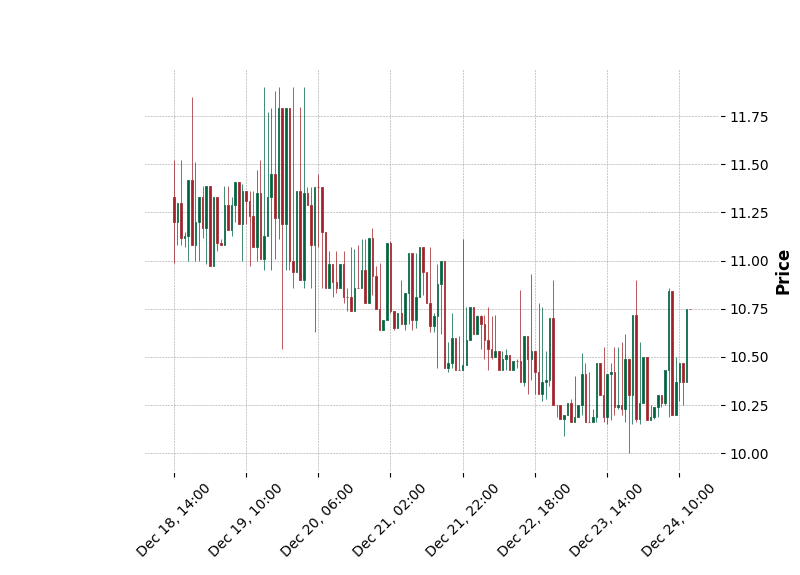 11.75
11.50
11.25
11.00
10.75
10.50
10.25
10.00
Price
Dec 18, 14:00
Dec 19, 10:00
Dec 20, 06:00
Dec 21, 02:00
Dec 21, 22:00
Dec 22, 18:00
Dec 23, 14:00
Dec 24, 10:00